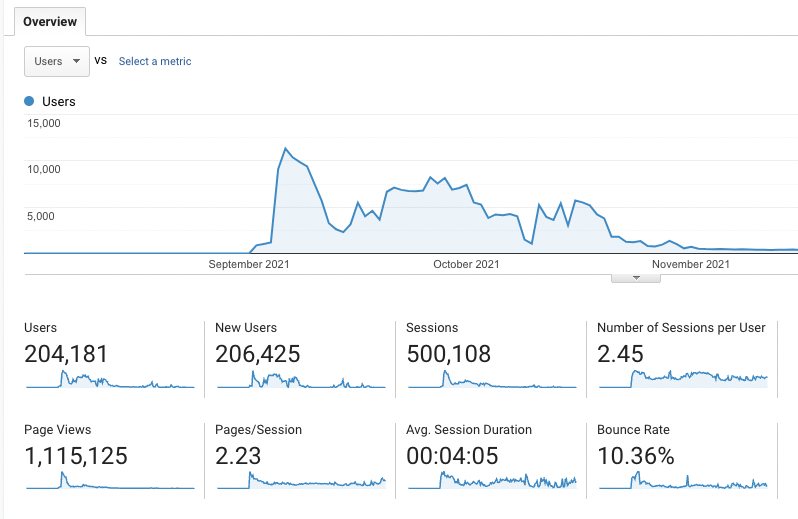 Overview
Users vs Select a metric
Users
15,000
10,000
5,000
September 2021 October 2021 November 2021
Users New Users Sessions Number of Sessions per User
204,181 206,425 500,108 2.45
Page Views Pages/Session Avg. Session Duration Bounce Rate
1,115,125 2.23 00:04:05 10.36%